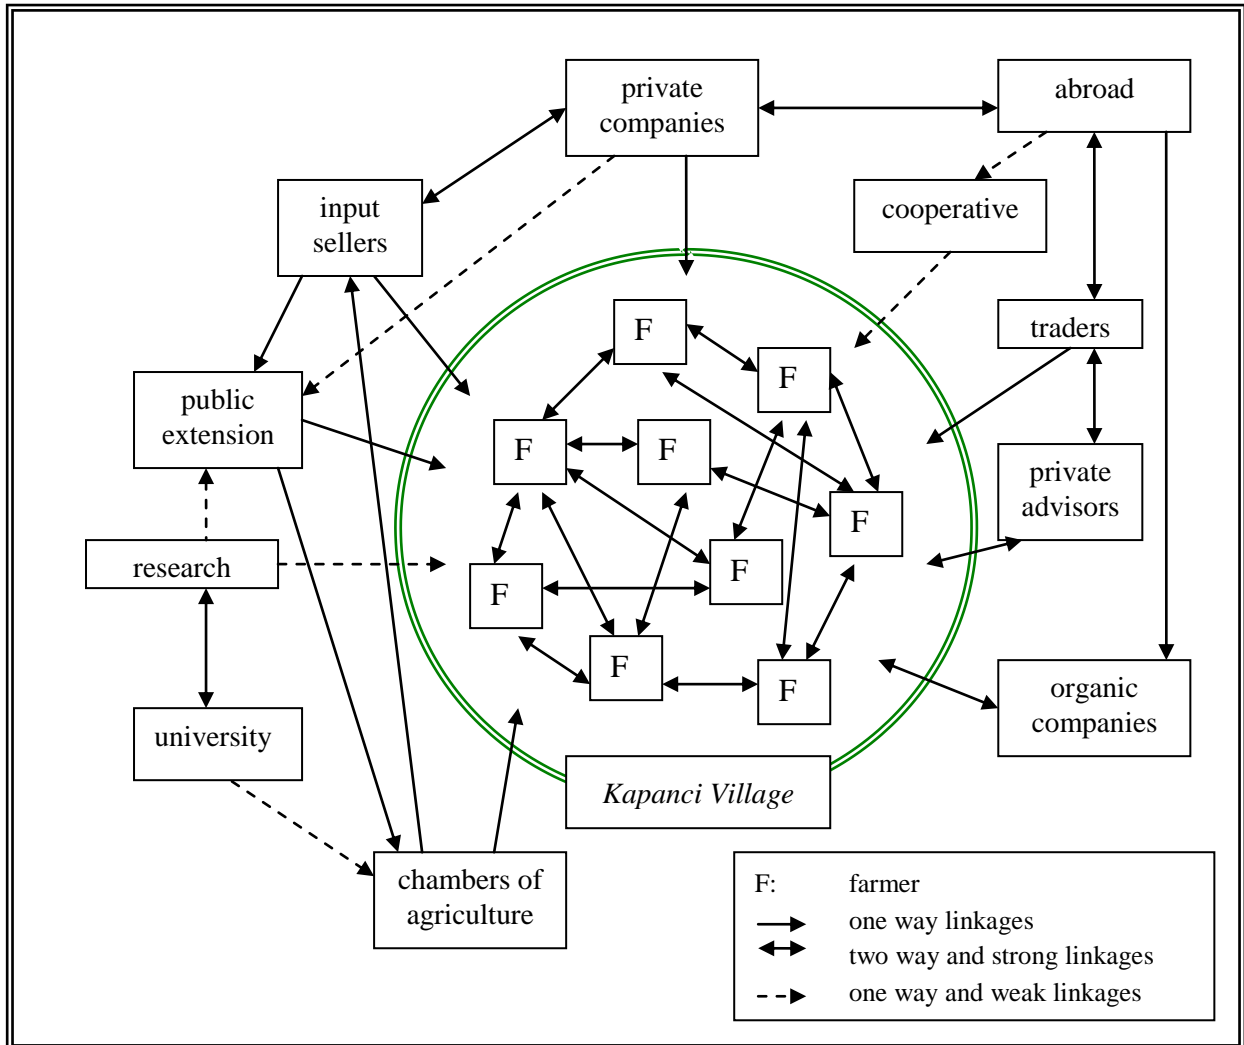 private
companies
abroad
input
sellers
cooperative
traders
public
extension
private
advisors
research
university
organic
companies
chambers of
agriculture
F
F
F
F
F
F
F
F
F
Kapanci Village
F: farmer
one way linkages
two way and strong linkages
one way and weak linkages